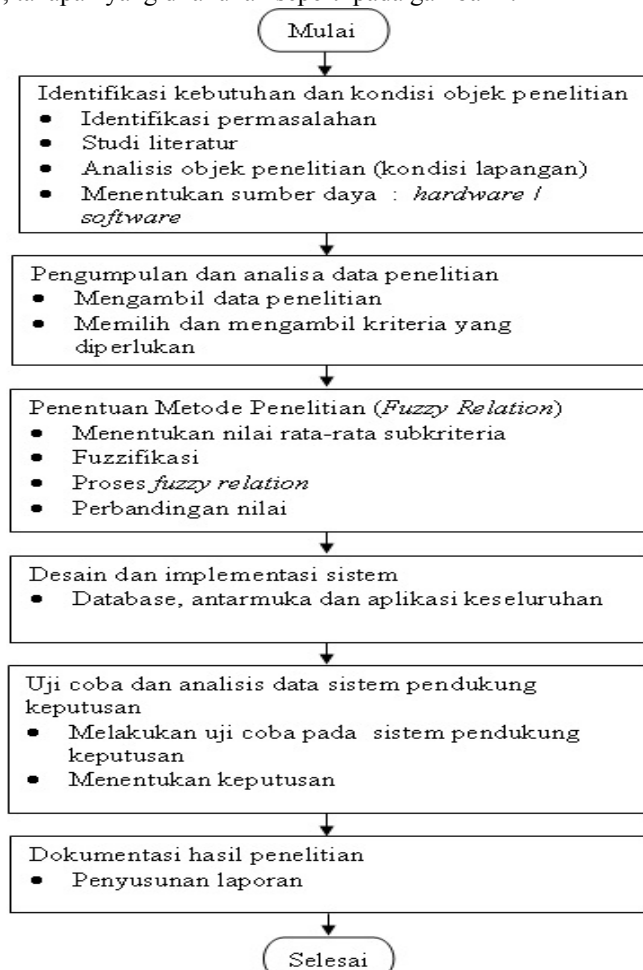 Mulai
Identifikasi kebutuhan dan kondisi objek penelitian
• Identifikasi permasalahan
• Studi literatur
• Analisis objek penelitian (kondisi lapangan)
• Menentukan sumber daya : hardware /
software
Pengumpulan dan analisa data penelitian
• Mengambil data penelitian
• Memilih dan mengambil kriteria yang
diperlukan
Penentuan Metode Penelitian (Fuzzy Relation)
• Menentukan nilai rata-rata subkriteria
• Fuzzifikasi
• Proses fuzzy relation
• Perbandingan nilai
Desain dan implementasi sistem
• Database, antarmuka dan aplikasi keseluruhan
Uji coba dan analisis data sistem pendukung
keputusan
• Melakukan uji coba pada sistem pendukung
keputusan
• Menentukan keputusan
Dokumentasi hasil penelitian
• Penyusunan laporan
Selesai